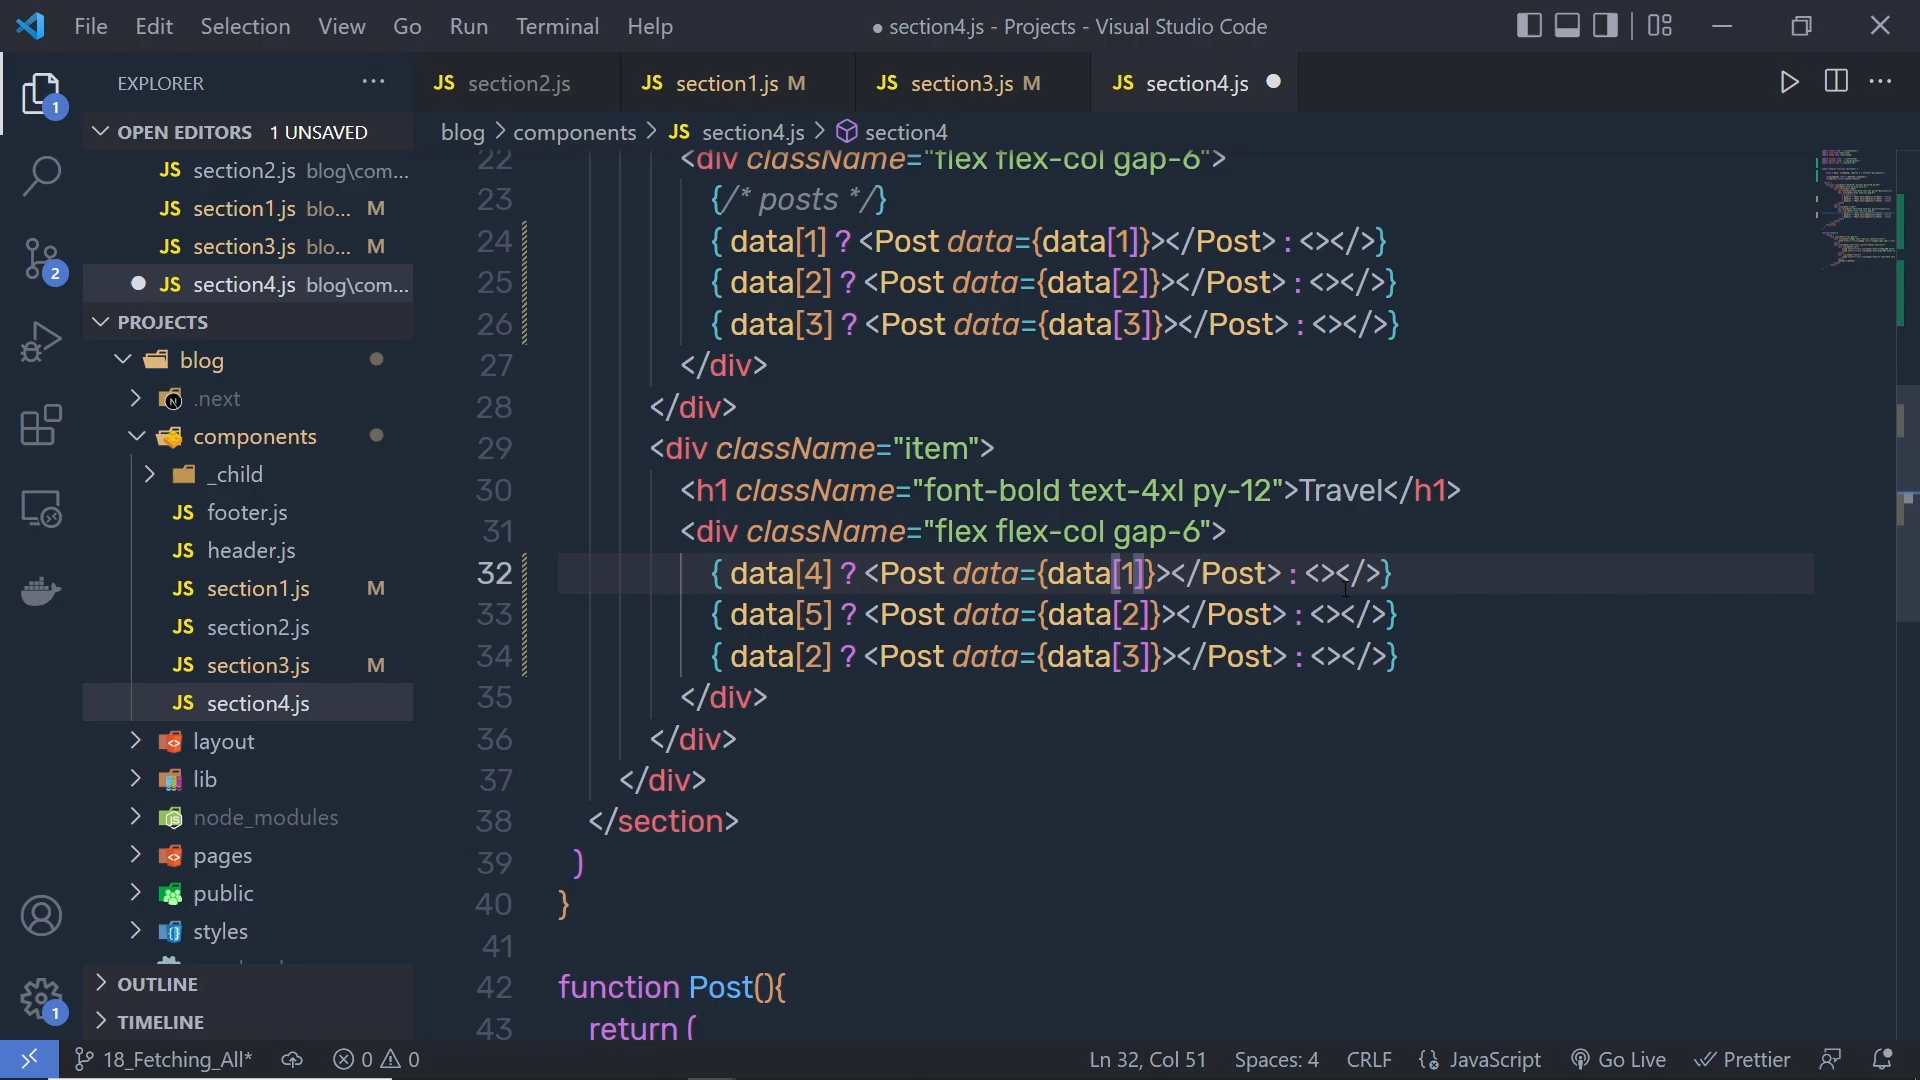 File Edit Selection View Go Run Terminal Help
● section4.js - Projects - Visual Studio Code
EXPLORER
OPEN EDITORS 1 UNSAVED
JS section2.js blog\com...
JS section1.js blo... M
JS section3.js blo... M
JS section4.js blog\com...
PROJECTS
blog
.next
components
_child
JS footer.js
JS header.js
JS section1.js M
JS section2.js
JS section3.js M
JS section4.js
layout
lib
node_modules
pages
public
styles
OUTLINE
TIMELINE
JS section2.js JS section1.js M JS section3.js M JS section4.js
blog > components > JS section4.js > section4
22 <div className="flex flex-col gap-6">
23 {/* posts */}
24 { data[1] ? <Post data={data[1]}></Post> : <></>}
25 { data[2] ? <Post data={data[2]}></Post> : <></>}
26 { data[3] ? <Post data={data[3]}></Post> : <></>}
27 </div>
28 </div>
29 <div className="item">
30 <h1 className="font-bold text-4xl py-12">Travel</h1>
31 <div className="flex flex-col gap-6">
32 { data[4] ? <Post data={data[1]}></Post> : <></>}
33 { data[5] ? <Post data={data[2]}></Post> : <></>}
34 { data[2] ? <Post data={data[3]}></Post> : <></>}
35 </div>
36 </div>
37 </div>
38 </section>
39 )
40 }
41
42 function Post(){
43 return (
1
2
1
18_Fetching_All* 0 0 Ln 32, Col 51 Spaces: 4 CRLF JavaScript Go Live Prettier